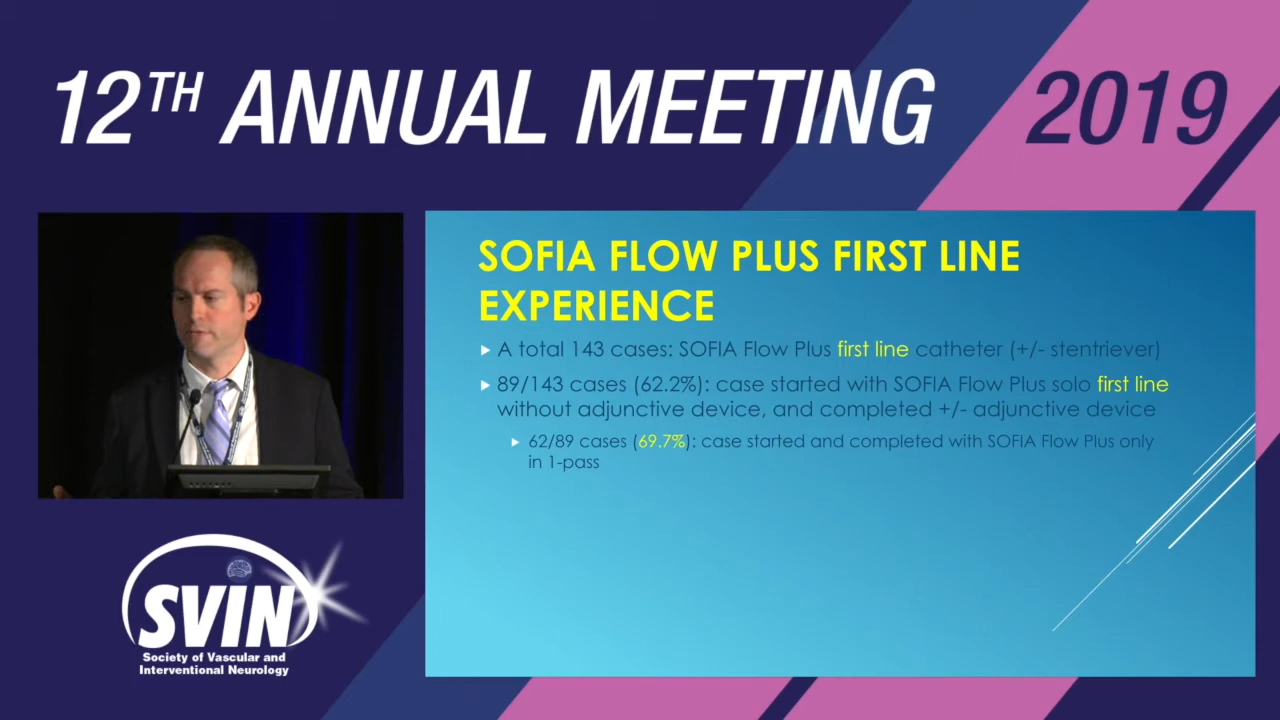 12TH ANNUAL MEETING 2019
SOFIA FLOW PLUS FIRST LINE
EXPERIENCE
A total 143 cases: SOFIA Flow Plus first line catheter (+/- stentriever)
89/143 cases (62.2%): case started with SOFIA Flow Plus solo first line
without adjunctive device, and completed +/- adjunctive device
62/89 cases (69.7%): case started and completed with SOFIA Flow Plus only
in 1-pass
SVIN
Society of Vascular and
Interventional Neurology